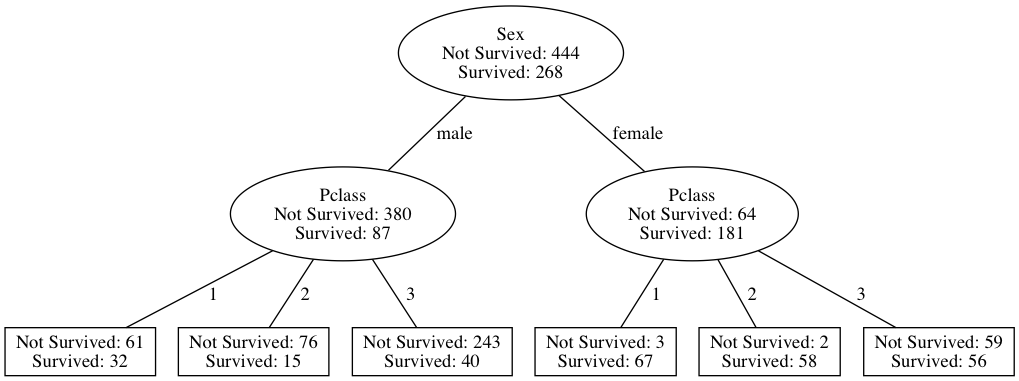 Sex
Not Survived: 444
Survived: 268
male
female
Pclass
Not Survived: 380
Survived: 87
Pclass
Not Survived: 64
Survived: 181
1
2
3
1
2
3
Not Survived: 61
Survived: 32
Not Survived: 76
Survived: 15
Not Survived: 243
Survived: 40
Not Survived: 3
Survived: 67
Not Survived: 2
Survived: 58
Not Survived: 59
Survived: 56